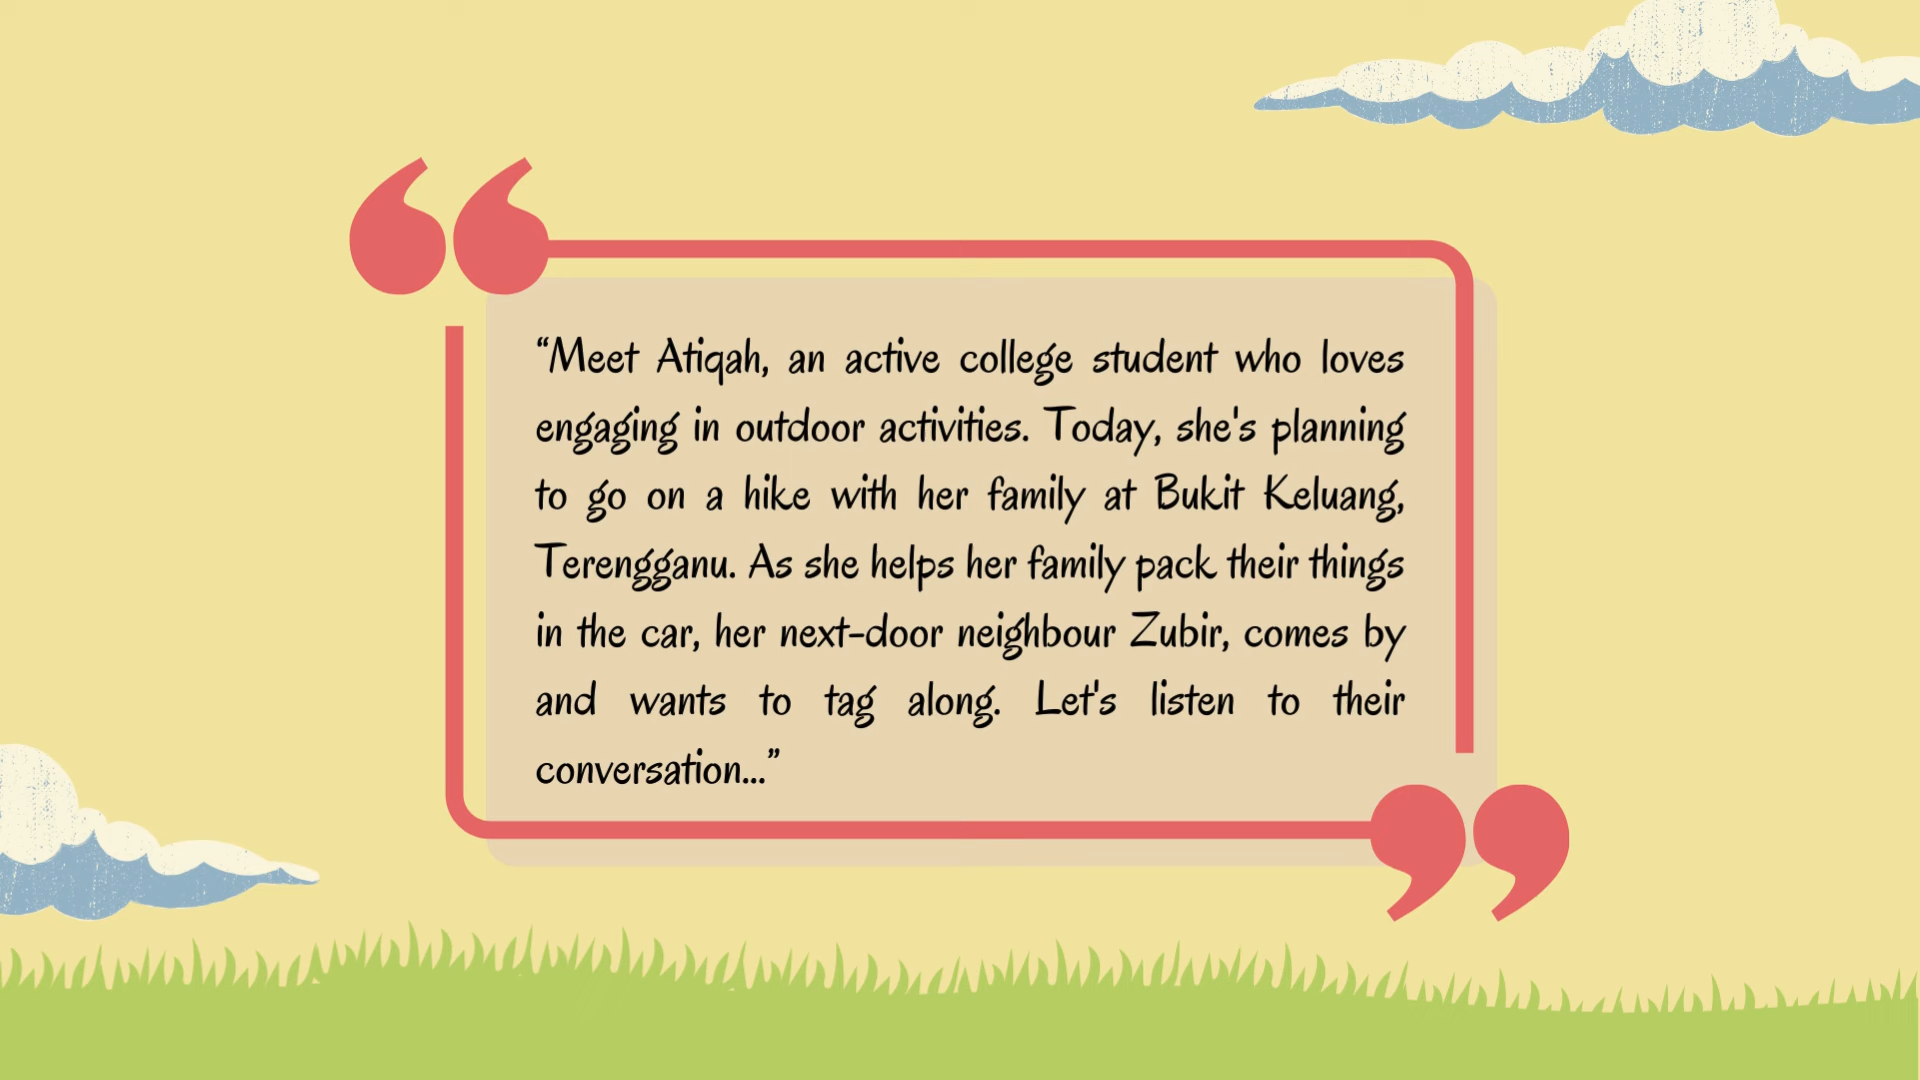 “Meet Atiqah, an active college student who loves
engaging in outdoor activities. Today, she's planning
to go on a hike with her family at Bukit Keluang,
Terengganu. As she helps her family pack their things
in the car, her next-door neighbour Zubir, comes by
and wants to tag along. Let's listen to their
conversation...”